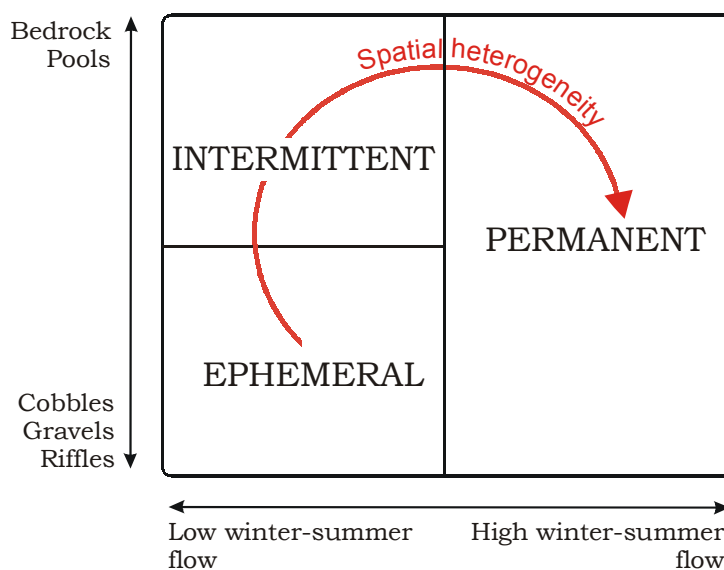 Bedrock
Pools
Spatial heterogeneity
INTERMITTENT
PERMANENT
EPHEMERAL
Cobbles
Gravels
Riffles
Low winter-summer
flow
High winter-summer
flow